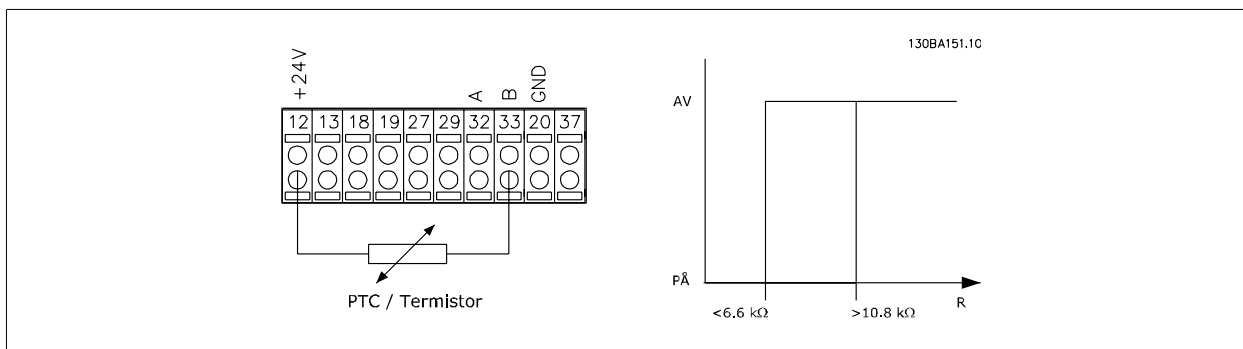 130BA151.10
+24V
A
B
GND
12 13 18 19 27 29 32 33 20 37
PTC / Termistor
AV
PÅ
<6.6 kΩ
>10.8 kΩ
R